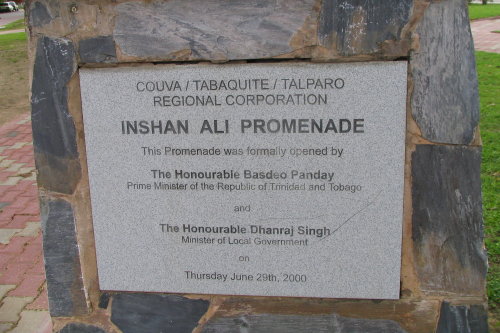 COUVA / TABAQUITE / TALPARO
REGIONAL CORPORATION
INSHAN ALI PROMENADE
This Promenade was formally opened by
The Honourable Basdeo Panday
Prime Minister of the Republic of Trinidad and Tobago
and
The Honourable Dhanraj Singh
Minister of Local Government
on
Thursday June 29th, 2000